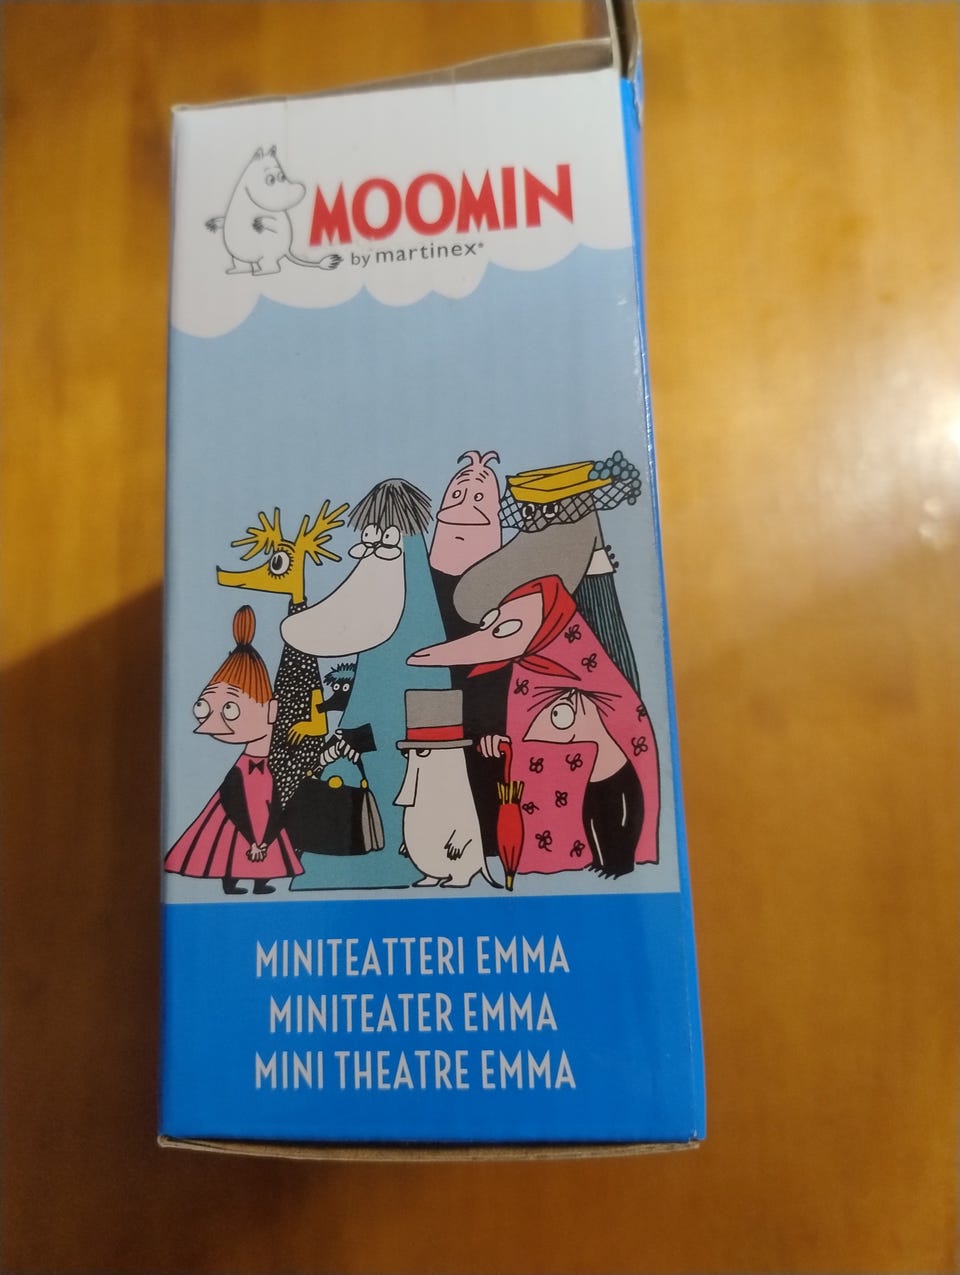 MOOMIN
by martinex®
MINITEATTERI EMMA
MINITEATER EMMA
MINI THEATRE EMMA